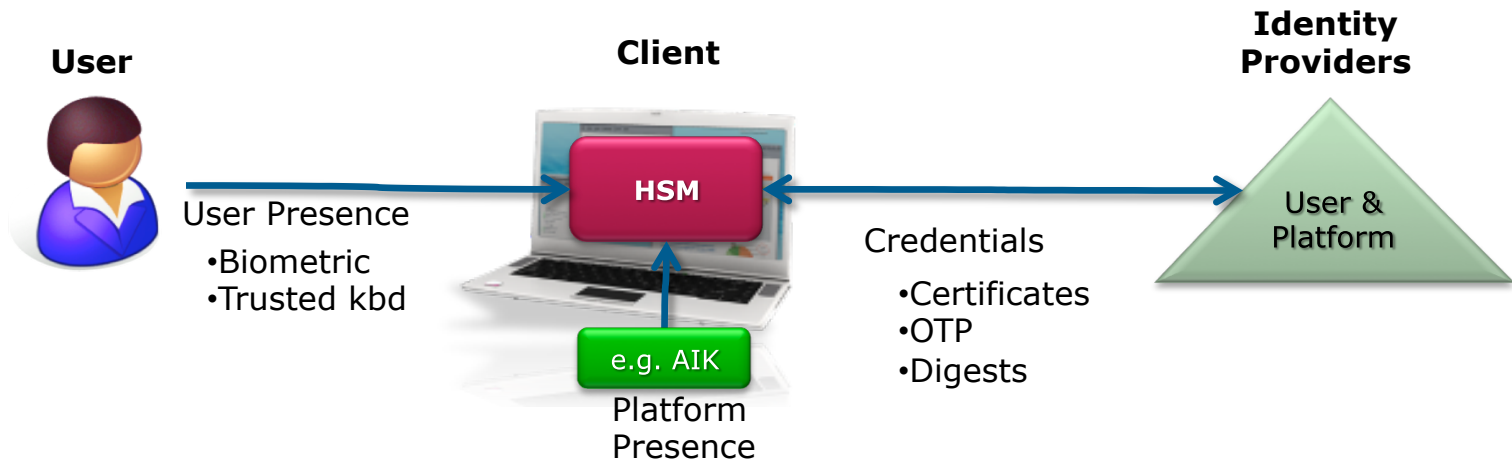 User
User Presence
•Biometric
•Trusted kbd
Client
HSM
e.g. AIK
Platform
Presence
Credentials
•Certificates
•OTP
•Digests
Identity
Providers
User &
Platform